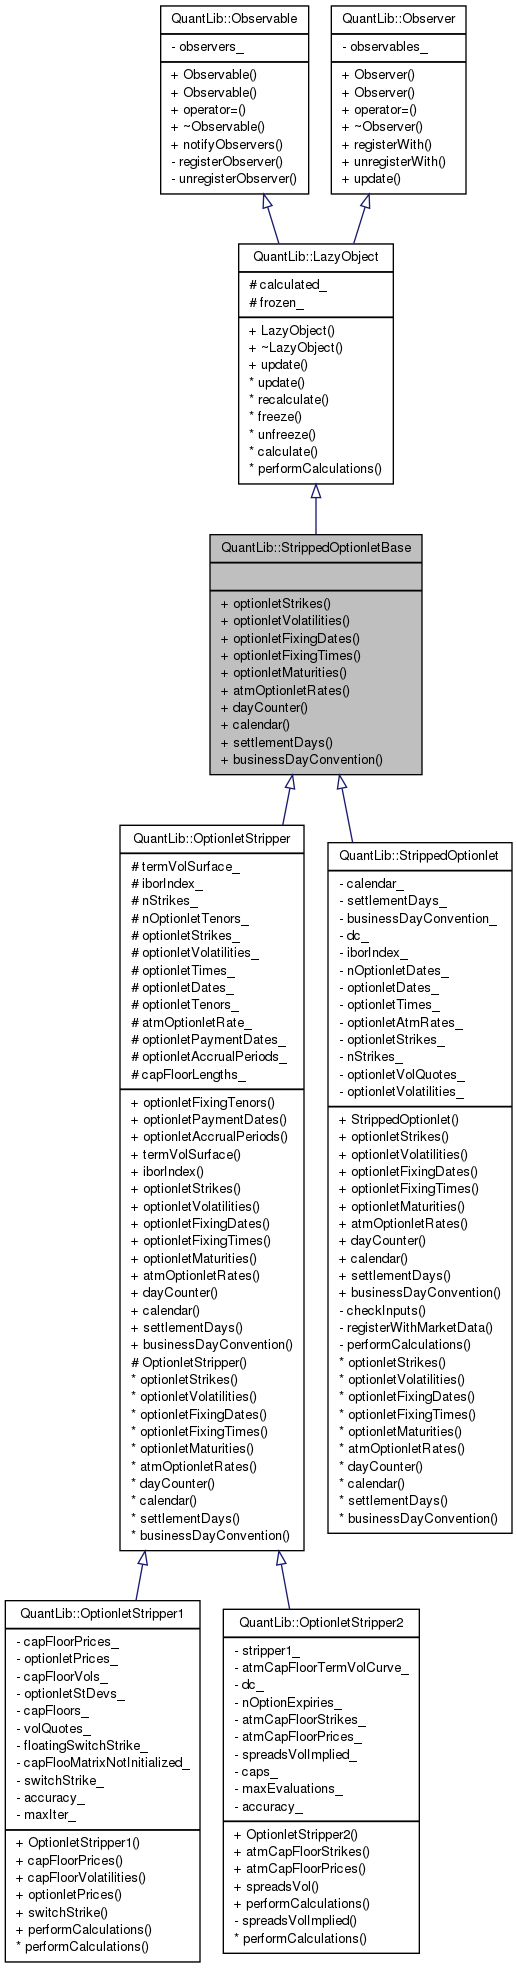 QuantLib::Observable
- observers_
+ Observable()
+ Observable()
+ operator=()
+ ~Observable()
+ notifyObservers()
- registerObserver()
- unregisterObserver()
QuantLib::Observer
- observables_
+ Observer()
+ Observer()
+ operator=()
+ ~Observer()
+ registerWith()
+ unregisterWith()
+ update()
QuantLib::LazyObject
# calculated_
# frozen_
+ LazyObject()
+ ~LazyObject()
+ update()
* update()
* recalculate()
* freeze()
* unfreeze()
* calculate()
* performCalculations()
QuantLib::StrippedOptionletBase
+ optionletStrikes()
+ optionletVolatilities()
+ optionletFixingDates()
+ optionletFixingTimes()
+ optionletMaturities()
+ atmOptionletRates()
+ dayCounter()
+ calendar()
+ settlementDays()
+ businessDayConvention()
QuantLib::OptionletStripper
# termVolSurface_
# iborIndex_
# nStrikes_
# nOptionletTenors_
# optionletStrikes_
# optionletVolatilities_
# optionletTimes_
# optionletDates_
# optionletTenors_
# atmOptionletRate_
# optionletPaymentDates_
# optionletAccrualPeriods_
# capFloorLengths_
+ optionletFixingTenors()
+ optionletPaymentDates()
+ optionletAccrualPeriods()
+ termVolSurface()
+ iborIndex()
+ optionletStrikes()
+ optionletVolatilities()
+ optionletFixingDates()
+ optionletFixingTimes()
+ optionletMaturities()
+ atmOptionletRates()
+ dayCounter()
+ calendar()
+ settlementDays()
+ businessDayConvention()
# OptionletStripper()
* optionletStrikes()
* optionletVolatilities()
* optionletFixingDates()
* optionletFixingTimes()
* optionletMaturities()
* atmOptionletRates()
* dayCounter()
* calendar()
* settlementDays()
* businessDayConvention()
QuantLib::StrippedOptionlet
- calendar_
- settlementDays_
- businessDayConvention_
- dc_
- iborIndex_
- nOptionletDates_
- optionletDates_
- optionletTimes_
- optionletAtmRates_
- optionletStrikes_
- nStrikes_
- optionletVolQuotes_
- optionletVolatilities_
+ StrippedOptionlet()
+ optionletStrikes()
+ optionletVolatilities()
+ optionletFixingDates()
+ optionletFixingTimes()
+ optionletMaturities()
+ atmOptionletRates()
+ dayCounter()
+ calendar()
+ settlementDays()
+ businessDayConvention()
- checkInputs()
- registerWithMarketData()
- performCalculations()
* optionletStrikes()
* optionletVolatilities()
* optionletFixingDates()
* optionletFixingTimes()
* optionletMaturities()
* atmOptionletRates()
* dayCounter()
* calendar()
* settlementDays()
* businessDayConvention()
QuantLib::OptionletStripper1
- capFloorPrices_
- optionletPrices_
- capFloorVols_
- optionletStDevs_
- capFloors_
- volQuotes_
- floatingSwitchStrike_
- capFlooMatrixNotInitialized_
- switchStrike_
- accuracy_
- maxIter_
+ OptionletStripper1()
+ capFloorPrices()
+ capFloorVolatilities()
+ optionletPrices()
+ switchStrike()
+ performCalculations()
* performCalculations()
QuantLib::OptionletStripper2
- stripper1_
- atmCapFloorTermVolCurve_
- dc_
- nOptionExpiries_
- atmCapFloorStrikes_
- atmCapFloorPrices_
- spreadsVolImplied_
- caps_
- maxEvaluations_
- accuracy_
+ OptionletStripper2()
+ atmCapFloorStrikes()
+ atmCapFloorPrices()
+ spreadsVol()
+ performCalculations()
- spreadsVolImplied()
* performCalculations()